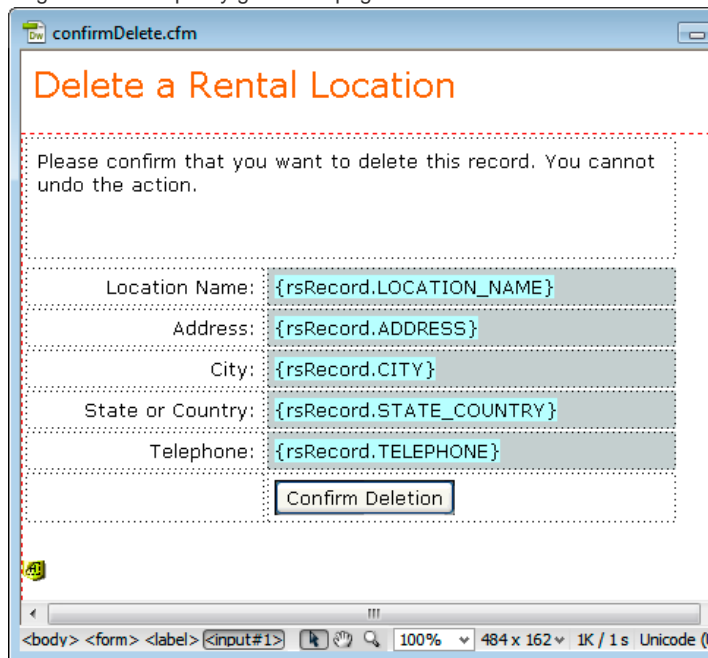 confirmDelete.cfm
Delete a Rental Location
Please confirm that you want to delete this record. You cannot
undo the action.
Location Name: {rsRecord.LOCATION_NAME}
Address: {rsRecord.ADDRESS}
City: {rsRecord.CITY}
State or Country: {rsRecord.STATE_COUNTRY}
Telephone: {rsRecord.TELEPHONE}
Confirm Deletion
<body> <form> <label> <input#1> 100% 484 x 162 1K / 1 s Unicode (